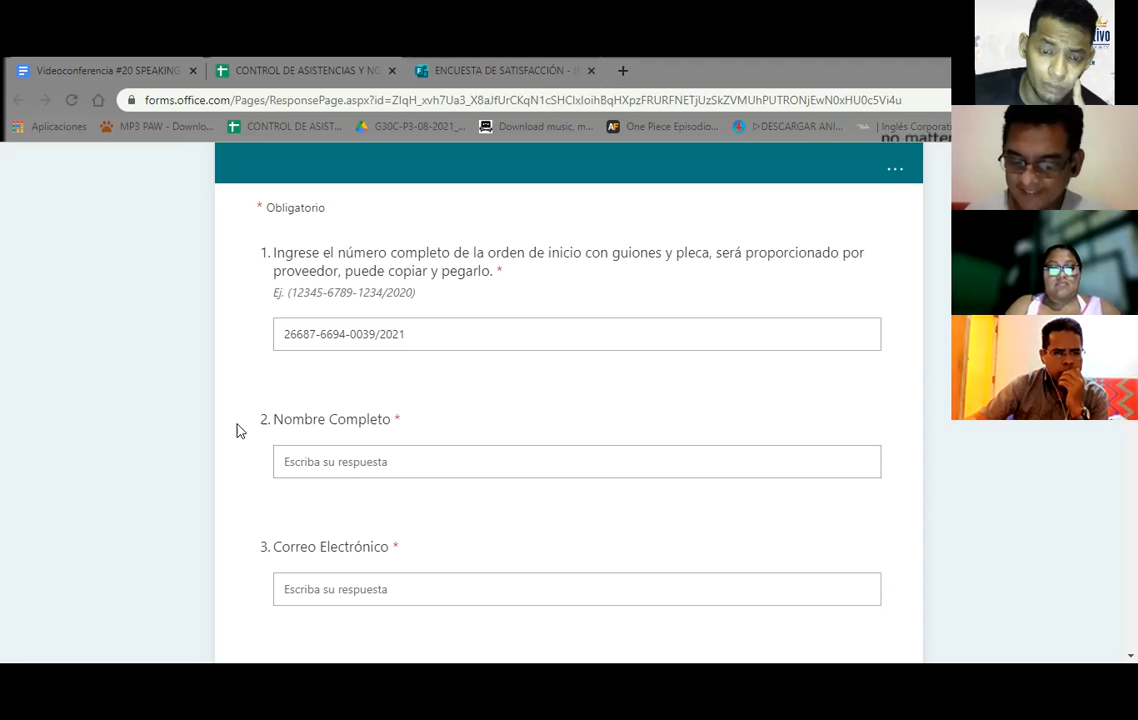 Videoconferencia #20 SPEAKING
CONTROL DE ASISTENCIAS Y NO
ENCUESTA DE SATISFACCIÓN - I
forms.office.com/Pages/ResponsePage.aspx?id=ZIqH_xvh7Ua3_X8aJfUrCKqN1cSHClxIoihBqHXpzFRURFNETjUzSkZVMUhPUTRONjEwN0xHU0c5Vi4u
Aplicaciones
MP3 PAW - Downlo...
CONTROL DE ASIST...
G30C-P3-08-2021_...
Download music, m...
One Piece Episodio...
▷DESCARGAR ANI...
| Inglés Corporati
no matter
...
* Obligatorio
1. Ingrese el número completo de la orden de inicio con guiones y pleca, será proporcionado por
proveedor, puede copiar y pegarlo. *
Ej. (12345-6789-1234/2020)
26687-6694-0039/2021
2. Nombre Completo *
Escriba su respuesta
3. Correo Electrónico *
Escriba su respuesta